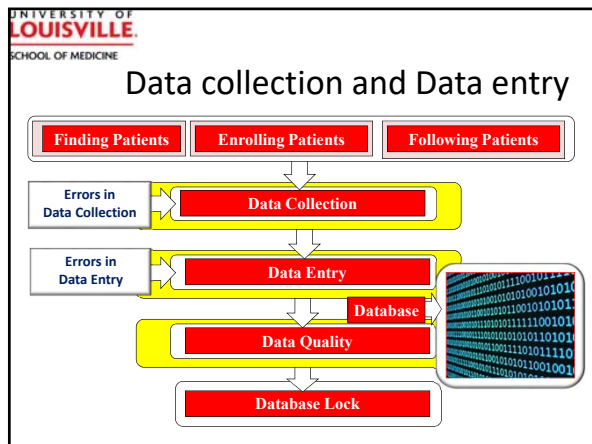 UNIVERSITY OF
LOUISVILLE.
SCHOOL OF MEDICINE
Data collection and Data entry
Finding Patients
Enrolling Patients
Following Patients
Errors in
Data Collection
Data Collection
Errors in
Data Entry
Data Entry
Database
Data Quality
Database Lock